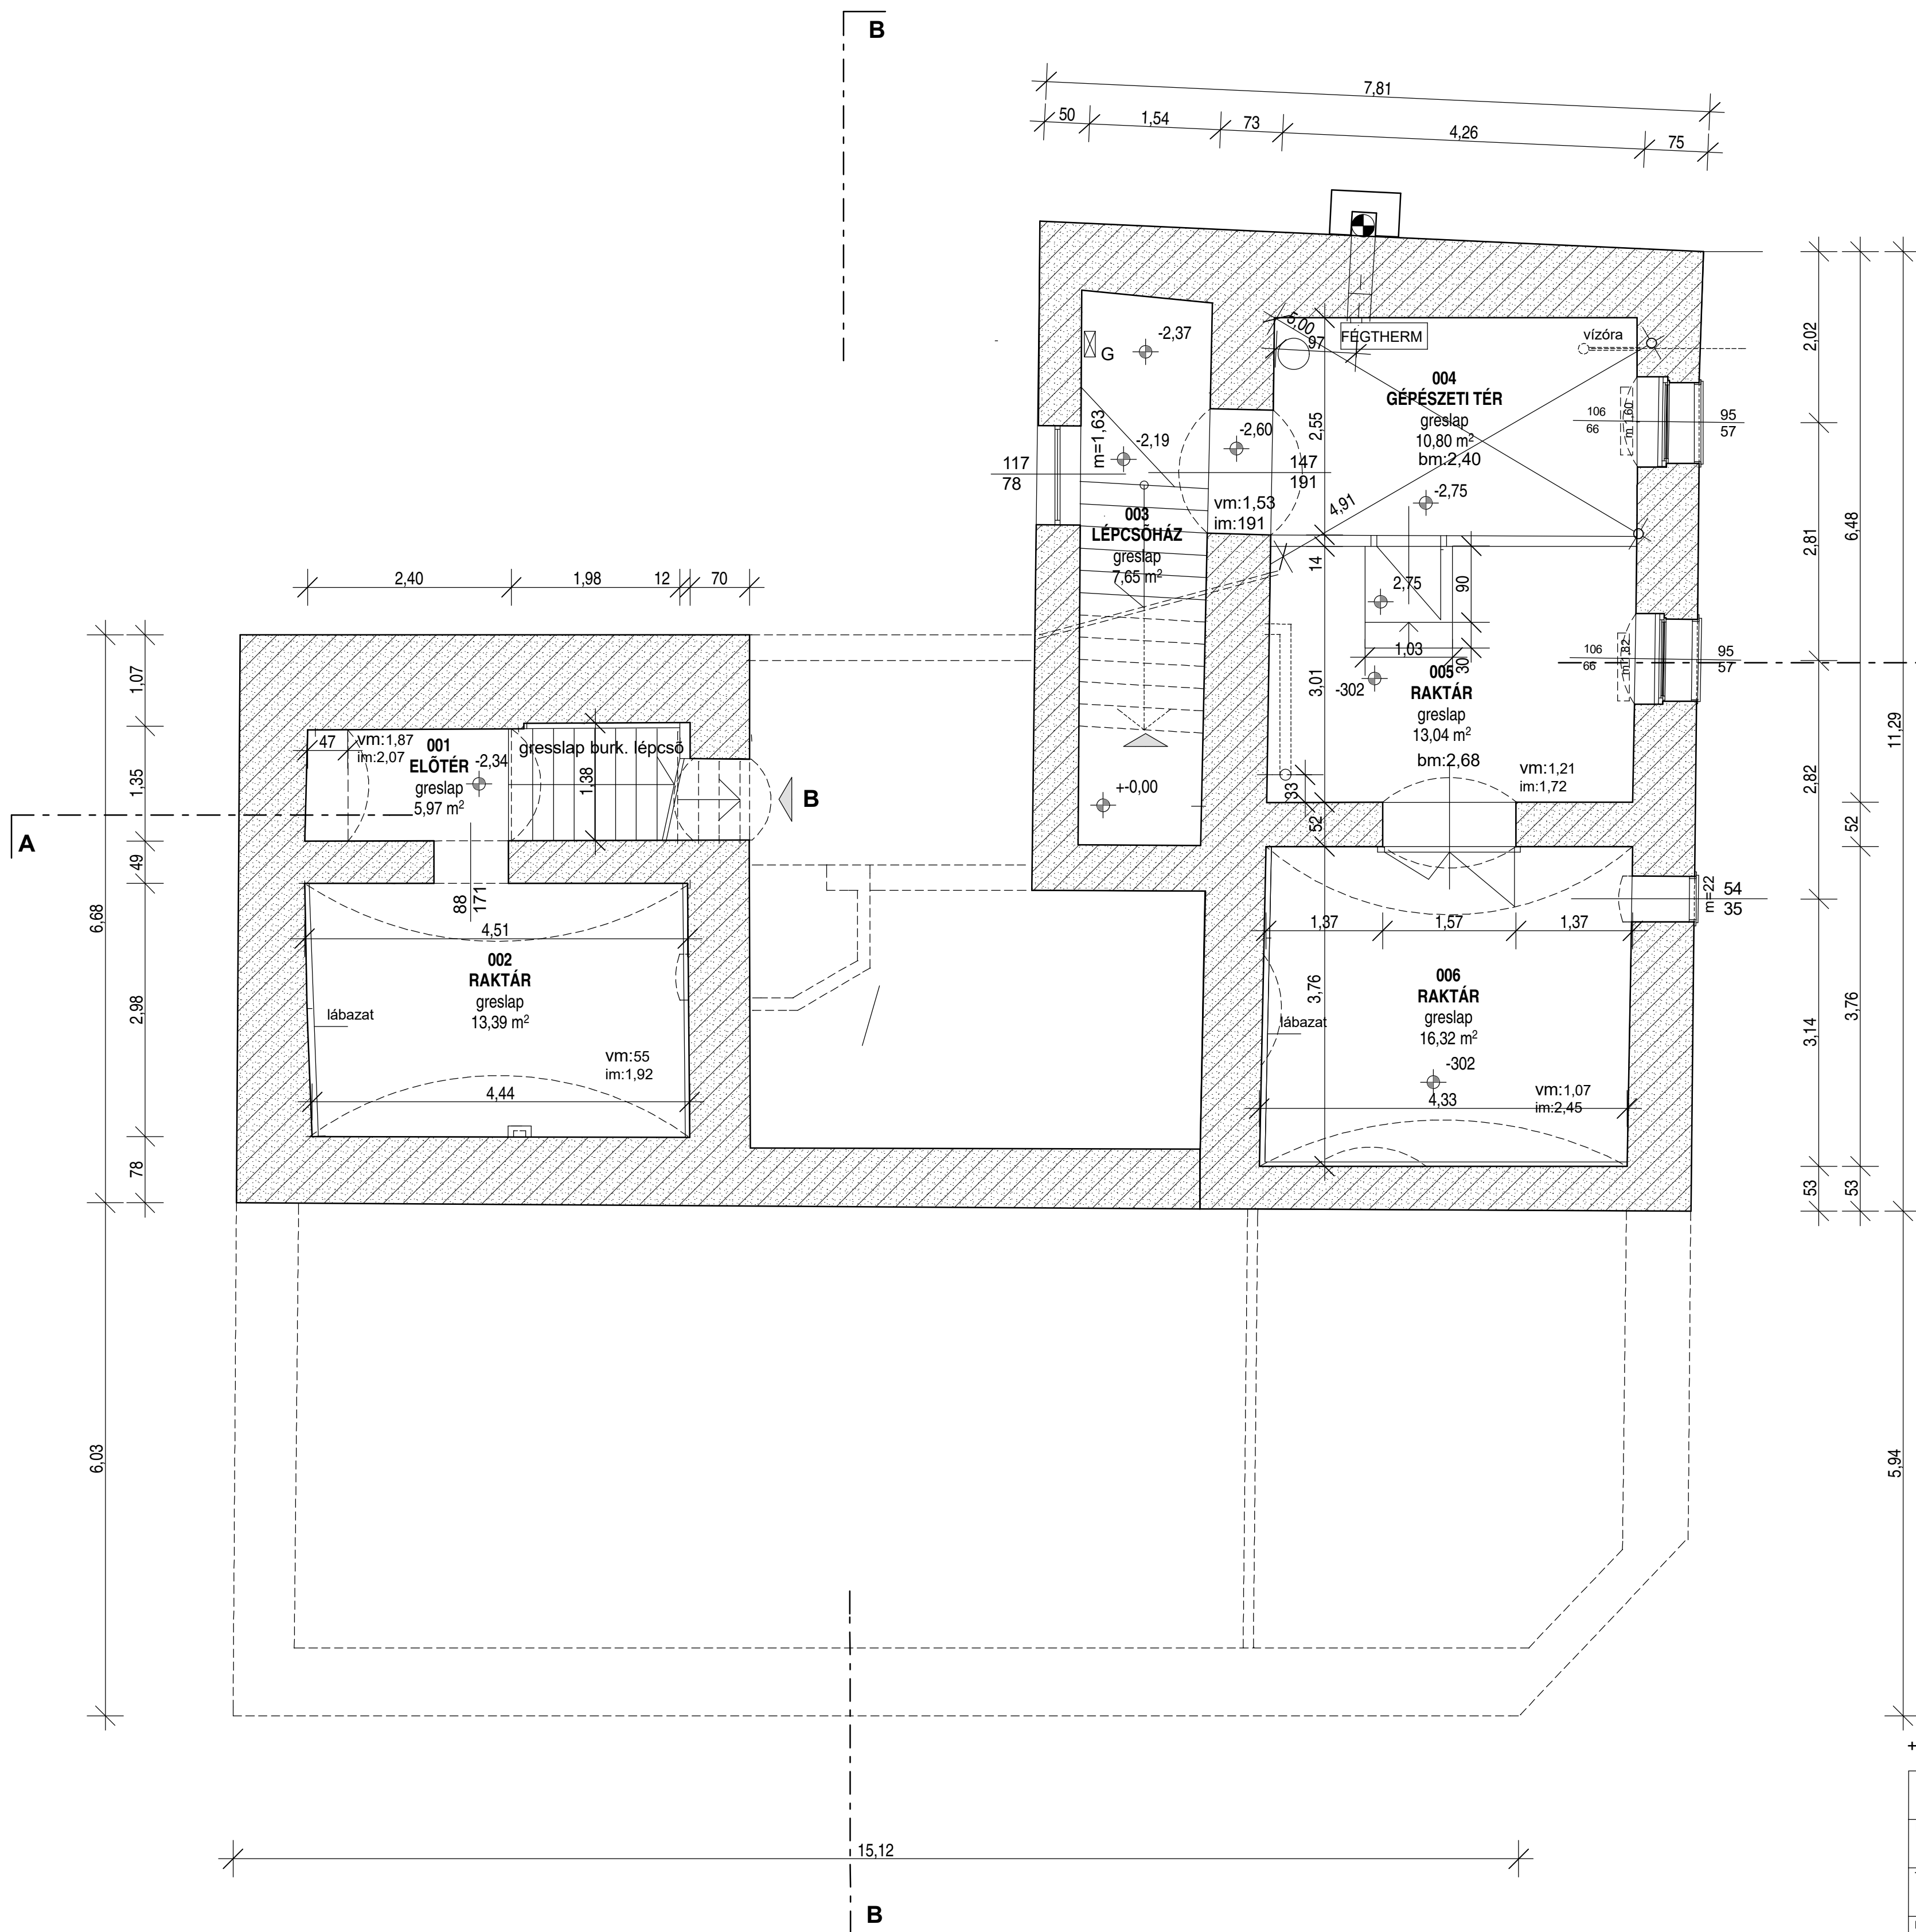 B
7,81
50
1,54
73
4,26
75
-2,37
G
m=1,63
-2,19
-2,60
117
78
147
191
vm:1,53
im:191
003
LÉPCSŐHÁZ
greslap
7,65 m²
+-0,00
5,00
97
FÉGTHERM
vízóra
004
GÉPÉSZETI TÉR
greslap
10,80 m²
bm:2,40
-2,75
2,55
4,91
106
66
m 1,60
95
57
14
2,75
90
1,03
30
-302
3,01
005
RAKTÁR
greslap
13,04 m²
bm:2,68
vm:1,21
im:1,72
106
66
m 1,82
95
57
33
52
m=22
54
35
1,37
1,57
1,37
3,76
lábazat
006
RAKTÁR
greslap
16,32 m²
-302
vm:1,07
im:2,45
4,33
2,02
2,81
2,82
3,14
53
6,48
52
3,76
53
11,29
5,94
2,40
1,98
12
70
47
vm:1,87
im:2,07
001
ELŐTÉR
greslap
5,97 m²
-2,34
gresslap burk. lépcső
1,38
B
A
88
171
4,51
002
RAKTÁR
greslap
13,39 m²
lábazat
vm:55
im:1,92
4,44
1,07
1,35
49
2,98
78
6,68
6,03
15,12
B
+